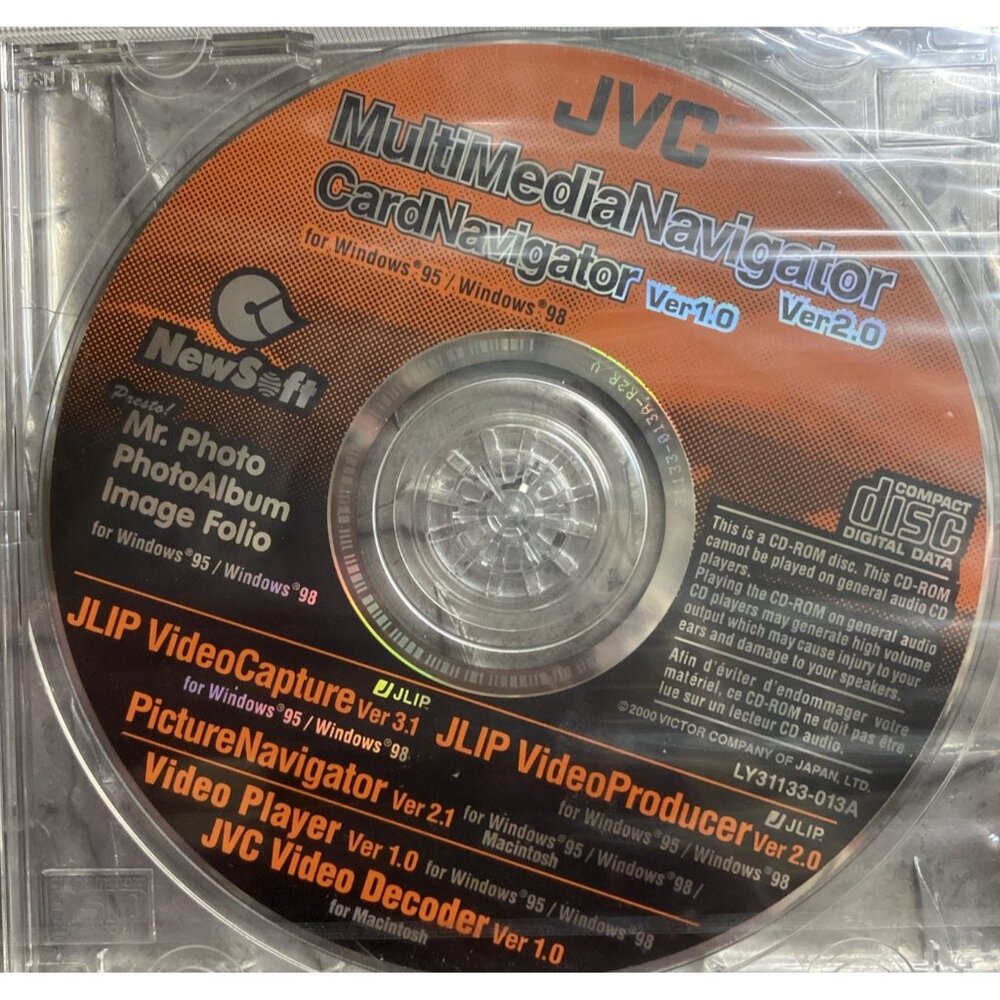 JVC
MultiMediaNavigator Ver2.0
CardNavigator Ver1.0
for Windows®95 / Windows®98
NewSoft
Presto!
Mr. Photo
PhotoAlbum
Image Folio
for Windows®95 / Windows®98
COMPACT
disc
DIGITAL DATA
This is a CD-ROM disc. This CD-ROM
cannot be played on general audio CD
players.
Playing the CD-ROM on general audio
CD players may generate high volume
output which may cause injury to your
ears and damage to your speakers.
Afin d'éviter d'endommager votre
matériel, ce CD-ROM ne doit pas être
lue sur un lecteur CD audio.
©2000 VICTOR COMPANY OF JAPAN, LTD.
LY31133-013A
JLIP VideoCapture Ver 3.1
JLIP
for Windows®95 / Windows®98
JLIP VideoProducer Ver 2.0
JLIP
for Windows®95 / Windows®98
PictureNavigator Ver 2.1
for Windows®95 / Windows®98 /
Macintosh
Video Player Ver 1.0 for Windows®95 / Windows®98
JVC Video Decoder Ver 1.0
for Macintosh